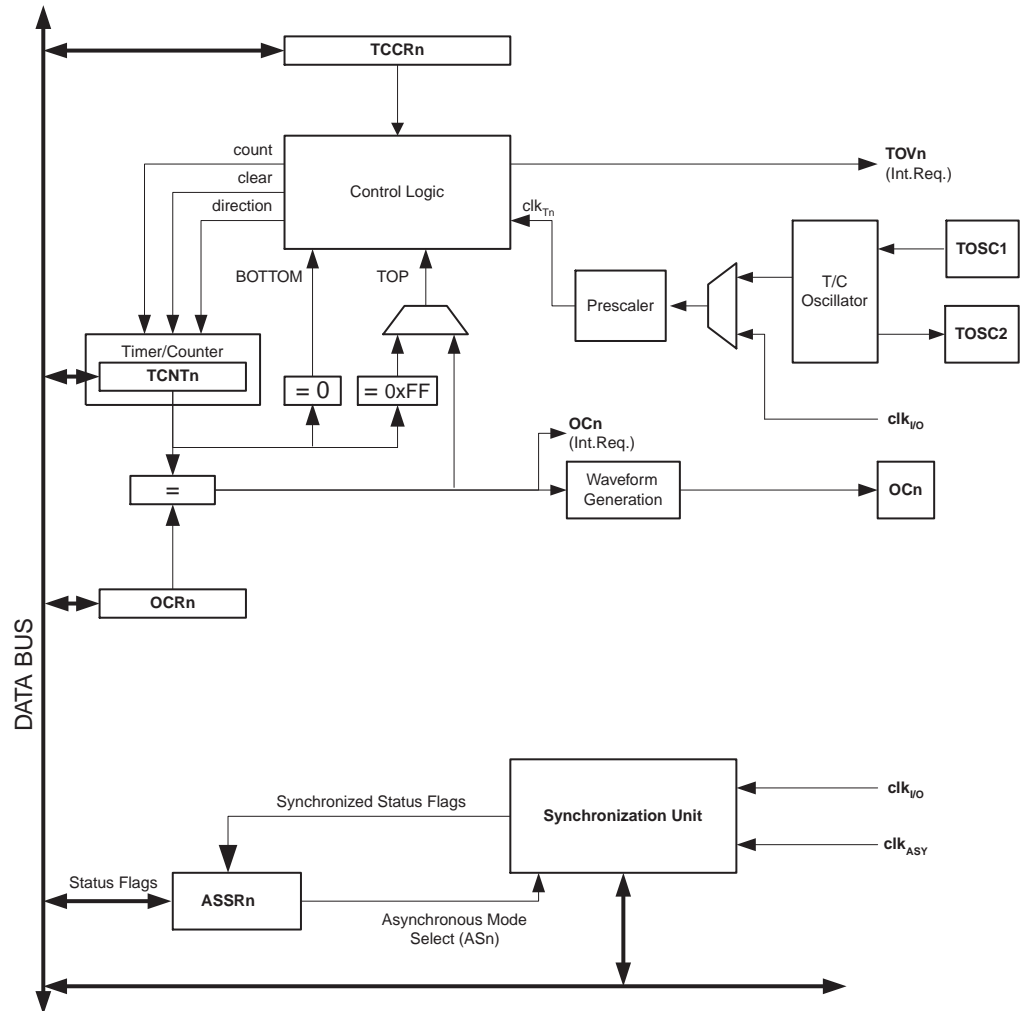 TCCRn
count
clear
direction
Control Logic
TOVn
(Int.Req.)
clkTn
BOTTOM
TOP
TOSC1
T/C
Oscillator
TOSC2
Prescaler
Timer/Counter
TCNTn
= 0
= 0xFF
clkI/O
OCn
(Int.Req.)
=
Waveform
Generation
OCn
OCRn
DATA BUS
Synchronized Status Flags
Synchronization Unit
clkI/O
clkASY
Status Flags
ASSRn
Asynchronous Mode
Select (ASn)